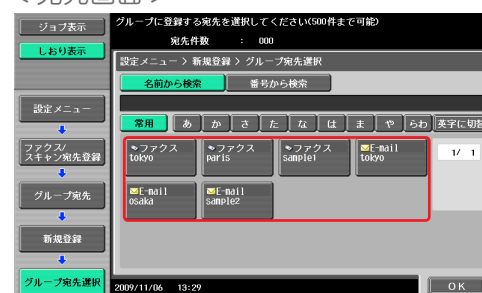 <宛先画面>
ジョブ表示
しおり表示
設定メニュー
ファクス/
スキャン宛先登録
グループ宛先
新規登録
グループ宛先選択
グループに登録する宛先を選択してください(500件まで可能)
宛先件数 : 000
設定メニュー > 新規登録 > グループ宛先選択
名前から検索 番号から検索
常用 あ か さ た な は ま や らわ 英字に切替
ファクス ファクス ファクス E-mail 1/ 1
tokyo paris sample1 tokyo
E-mail E-mail
osaka sample2
2009/11/06 13:29 OK